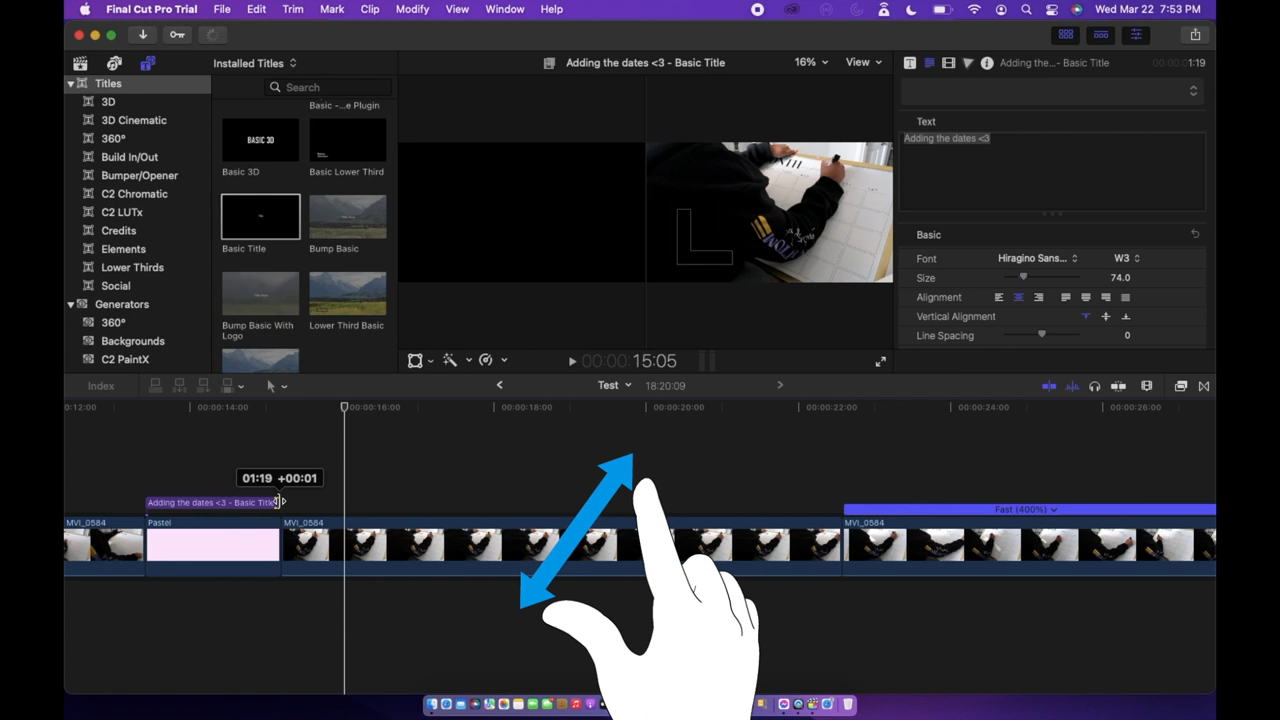 Final Cut Pro Trial File Edit Trim Mark Clip Modify View Window Help Wed Mar 22 7:53 PM
Installed Titles
Adding the dates <3 - Basic Title 16% View
Adding the...- Basic Title 00:00:01:19
Titles
3D
3D Cinematic
360°
Build In/Out
Bumper/Opener
C2 Chromatic
C2 LUTx
Credits
Elements
Lower Thirds
Social
Generators
360°
Backgrounds
C2 PaintX
Search
Basic -...e Plugin
BASIC 3D
Basic 3D
Basic Lower Third
Title
Basic Title
Bump Basic
Bump Basic With
Logo
Lower Third Basic
00:00:15:05
Text
Adding the dates <3
Basic
Font Hiragino Sans... W3
Size 74.0
Alignment
Vertical Alignment
Line Spacing 0
Index
Test 18:20:09
0:12:00 00:00:14:00 00:00:16:00 00:00:18:00 00:00:20:00 00:00:22:00 00:00:24:00 00:00:26:00
01:19 +00:01
Adding the dates <3 - Basic Title
Fast (400%)
MVI_0584 Pastel MVI_0584 MVI_0584